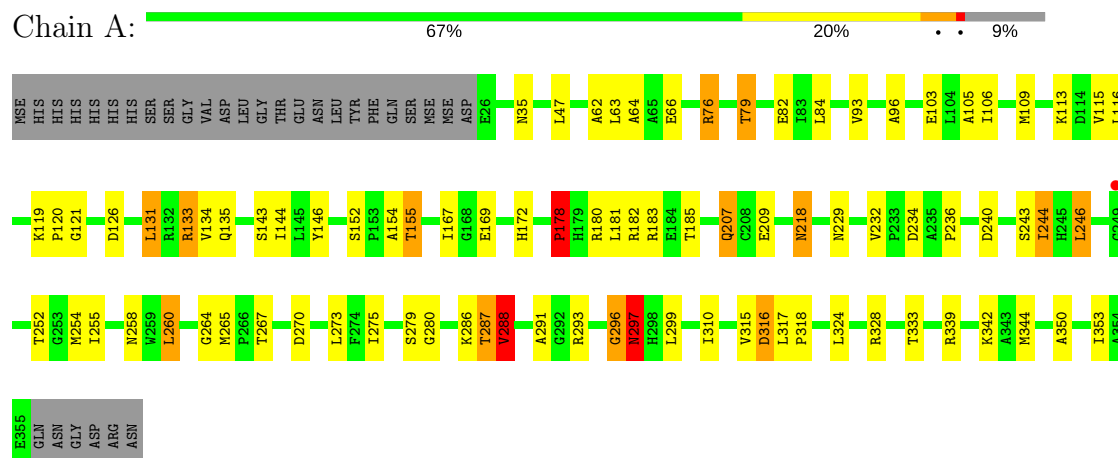 Chain A:
67% 20% • • 9%
MSE HIS HIS HIS HIS HIS HIS SER SER GLY VAL ASP LEU GLY THR GLU ASN LEU TYR PHE GLN SER MSE MSE ASP E26 N35 L47 A62 L63 A64 A65 E66 R76 T79 E82 I83 L84 V93 A96 E103 L104 A105 I106 M109 K113 D114 V115
K119 P120 G121 D126 L131 R132 R133 V134 Q135 S143 I144 L145 Y146 S152 P153 A154 T155 I167 G168 E169 H172 P178 H179 R180 L181 R182 R183 E184 T185 Q207 C208 E209 N218 N229 V232 P233 D234 A235 P236 D240 S243 I244 H245 L246
T252 G253 M254 I255 N258 W259 L260 G264 M265 P266 T267 D270 L273 F274 I275 S279 G280 K286 T287 V288 A291 G292 R293 G296 N297 H298 L299 I310 V315 D316 L317 P318 L324 R328 T333 R339 K342 A343 M344 A350 I353 A354
E355 GLN ASN GLY ASP ARG ASN